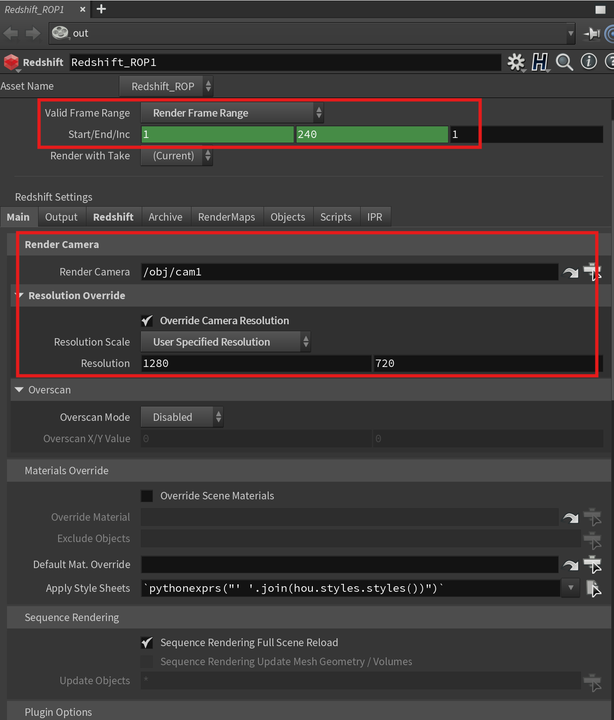 Redshift_ROP1 × +
out
Redshift Redshift_ROP1
Asset Name Redshift_ROP
Valid Frame Range Render Frame Range
Start/End/Inc 1 240 1
Render with Take (Current)
Redshift Settings
Main Output Redshift Archive RenderMaps Objects Scripts IPR
Render Camera
Render Camera /obj/cam1
Resolution Override
Override Camera Resolution
Resolution Scale User Specified Resolution
Resolution 1280 720
Overscan
Overscan Mode Disabled
Overscan X/Y Value 0 0
Materials Override
Override Scene Materials
Override Material
Exclude Objects
Default Mat. Override
Apply Style Sheets `pythonexprs("' '.join(hou.styles.styles())")`
Sequence Rendering
Sequence Rendering Full Scene Reload
Sequence Rendering Update Mesh Geometry / Volumes
Update Objects *
Plugin Options